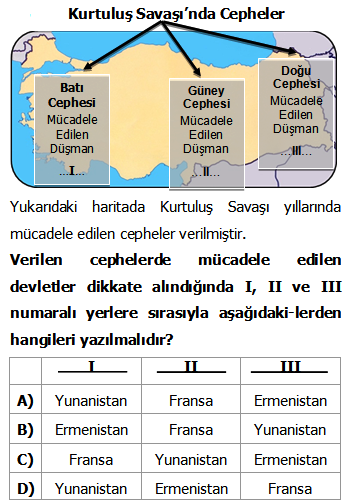 Kurtuluş Savaşı'nda Cepheler
Batı
Cephesi
Mücadele
Edilen
Düşman
...I...
Güney
Cephesi
Mücadele
Edilen
Düşman
...II...
Doğu
Cephesi
Mücadele
Edilen
Düşman
...III...
Yukarıdaki haritada Kurtuluş Savaşı yıllarında
mücadele edilen cepheler verilmiştir.
Verilen cephelerde mücadele edilen
devletler dikkate alındığında I, II ve III
numaralı yerlere sırasıyla aşağıdaki-lerden
hangileri yazılmalıdır?
I II III
A) Yunanistan Fransa Ermenistan
B) Ermenistan Fransa Yunanistan
C) Fransa Yunanistan Ermenistan
D) Yunanistan Ermenistan Fransa